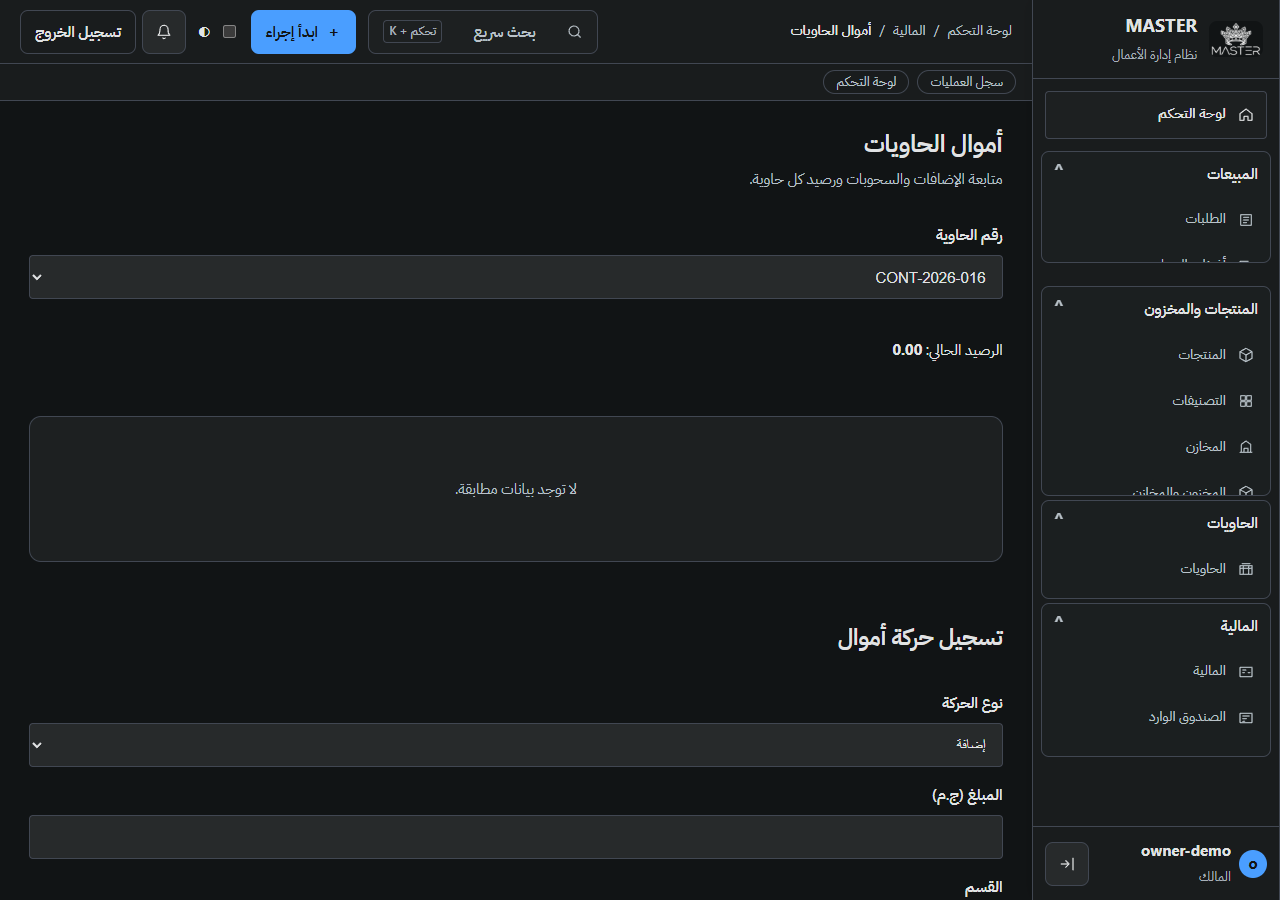 MASTER
نظام إدارة الأعمال
MASTER
لوحة التحكم
المبيعات
^
الطلبات
المنتجات والمخزون
^
المنتجات
التصنيفات
المخازن
المخزون والمخازن
الحاويات
^
الحاويات
المالية
^
المالية
الصندوق الوارد
owner-demo
المالك
o
لوحة التحكم / المالية / أموال الحاويات
بحث سريع
تحكم + K
+ ابدأ إجراء
تسجيل الخروج
سجل العمليات
لوحة التحكم
أموال الحاويات
متابعة الإضافات والسحوبات ورصيد كل حاوية.
رقم الحاوية
CONT-2026-016
الرصيد الحالي: 0.00
لا توجد بيانات مطابقة.
تسجيل حركة أموال
نوع الحركة
إضافة
المبلغ (ج.م)
القسم